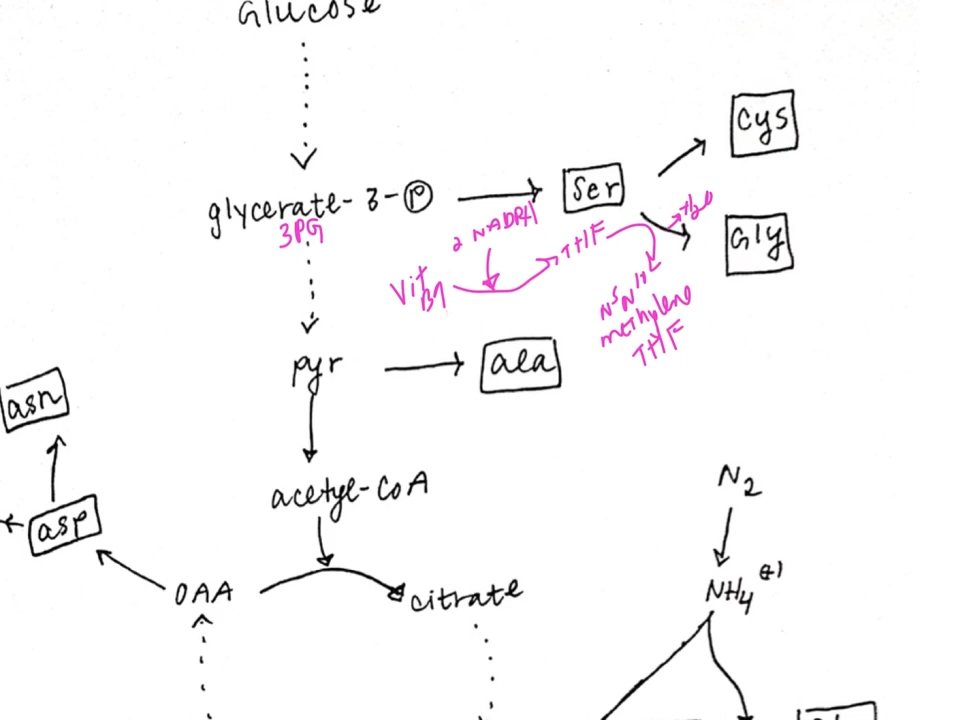 Glucose
cys
glycerate-3-P
ser
3PG
2 NADPH
THF
H2O
gly
Vit B9
N5N10
methylene
THF
pyr
ala
asn
acetyl-CoA
N2
asp
OAA
citrate
NH4 (+)